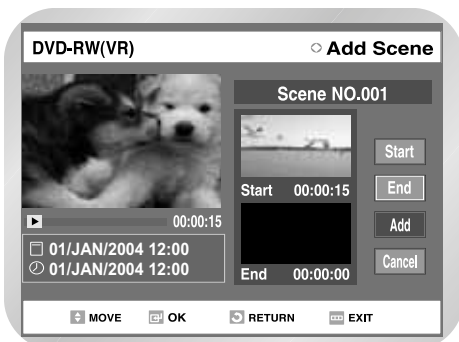 DVD-RW(VR)
Add Scene
Scene NO.001
Start 00:00:15
End 00:00:00
00:00:15
01/JAN/2004 12:00
01/JAN/2004 12:00
Start
End
Add
Cancel
MOVE OK RETURN EXIT